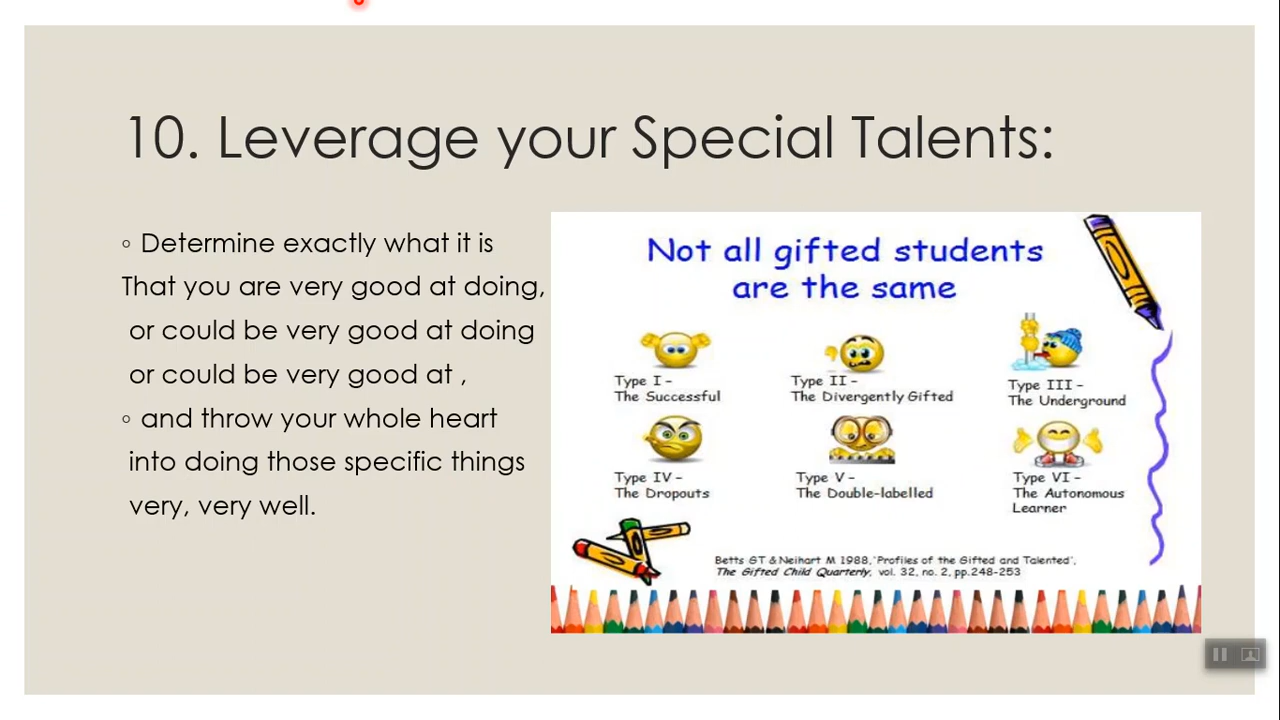 10. Leverage your Special Talents:
◦ Determine exactly what it is
That you are very good at doing,
or could be very good at doing
or could be very good at ,
◦ and throw your whole heart
into doing those specific things
very, very well.
Not all gifted students
are the same
Type I -
The Successful
Type II -
The Divergently Gifted
Type III -
The Underground
Type IV -
The Dropouts
Type V -
The Double-labelled
Type VI -
The Autonomous
Learner
Betts GT & Neihart M 1988,'Profiles of the Gifted and Talented',
The Gifted Child Quarterly, vol. 32, no. 2, pp.248-253